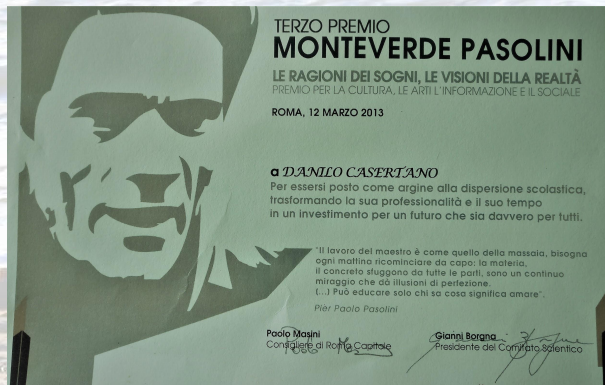 TERZO PREMIO
MONTEVERDE PASOLINI
LE RAGIONI DEI SOGNI, LE VISIONI DELLA REALTÀ
PREMIO PER LA CULTURA, LE ARTI L'INFORMAZIONE E IL SOCIALE
ROMA, 12 MARZO 2013
a DANILO CASERTANO
Per essersi posto come argine alla dispersione scolastica,
trasformando la sua professionalità e il suo tempo
in un investimento per un futuro che sia davvero per tutti.
"Il lavoro del maestro è come quello della massaia, bisogna
ogni mattina ricominciare da capo: la materia,
il concreto sfuggono da tutte le parti, sono un continuo
miraggio che dà illusioni di perfezione.
(...) Può educare solo chi sa cosa significa amare".
Pier Paolo Pasolini
Paolo Masini
Consigliere di Roma Capitale
Gianni Borgna
Presidente del Comitato Scientico